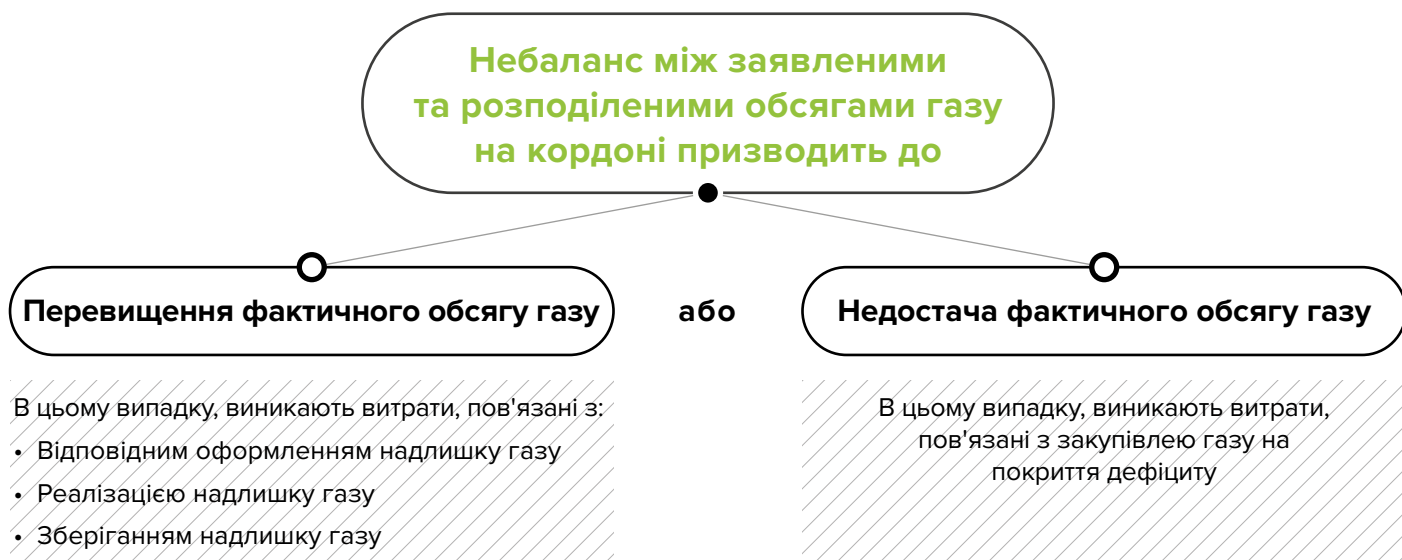 Небаланс між заявленими
та розподіленими обсягами газу
на кордоні призводить до
Перевищення фактичного обсягу газу
або
Недостача фактичного обсягу газу
В цьому випадку, виникають витрати, пов'язані з:
• Відповідним оформленням надлишку газу
• Реалізацією надлишку газу
• Зберіганням надлишку газу
В цьому випадку, виникають витрати,
пов'язані з закупівлею газу на
покриття дефіциту